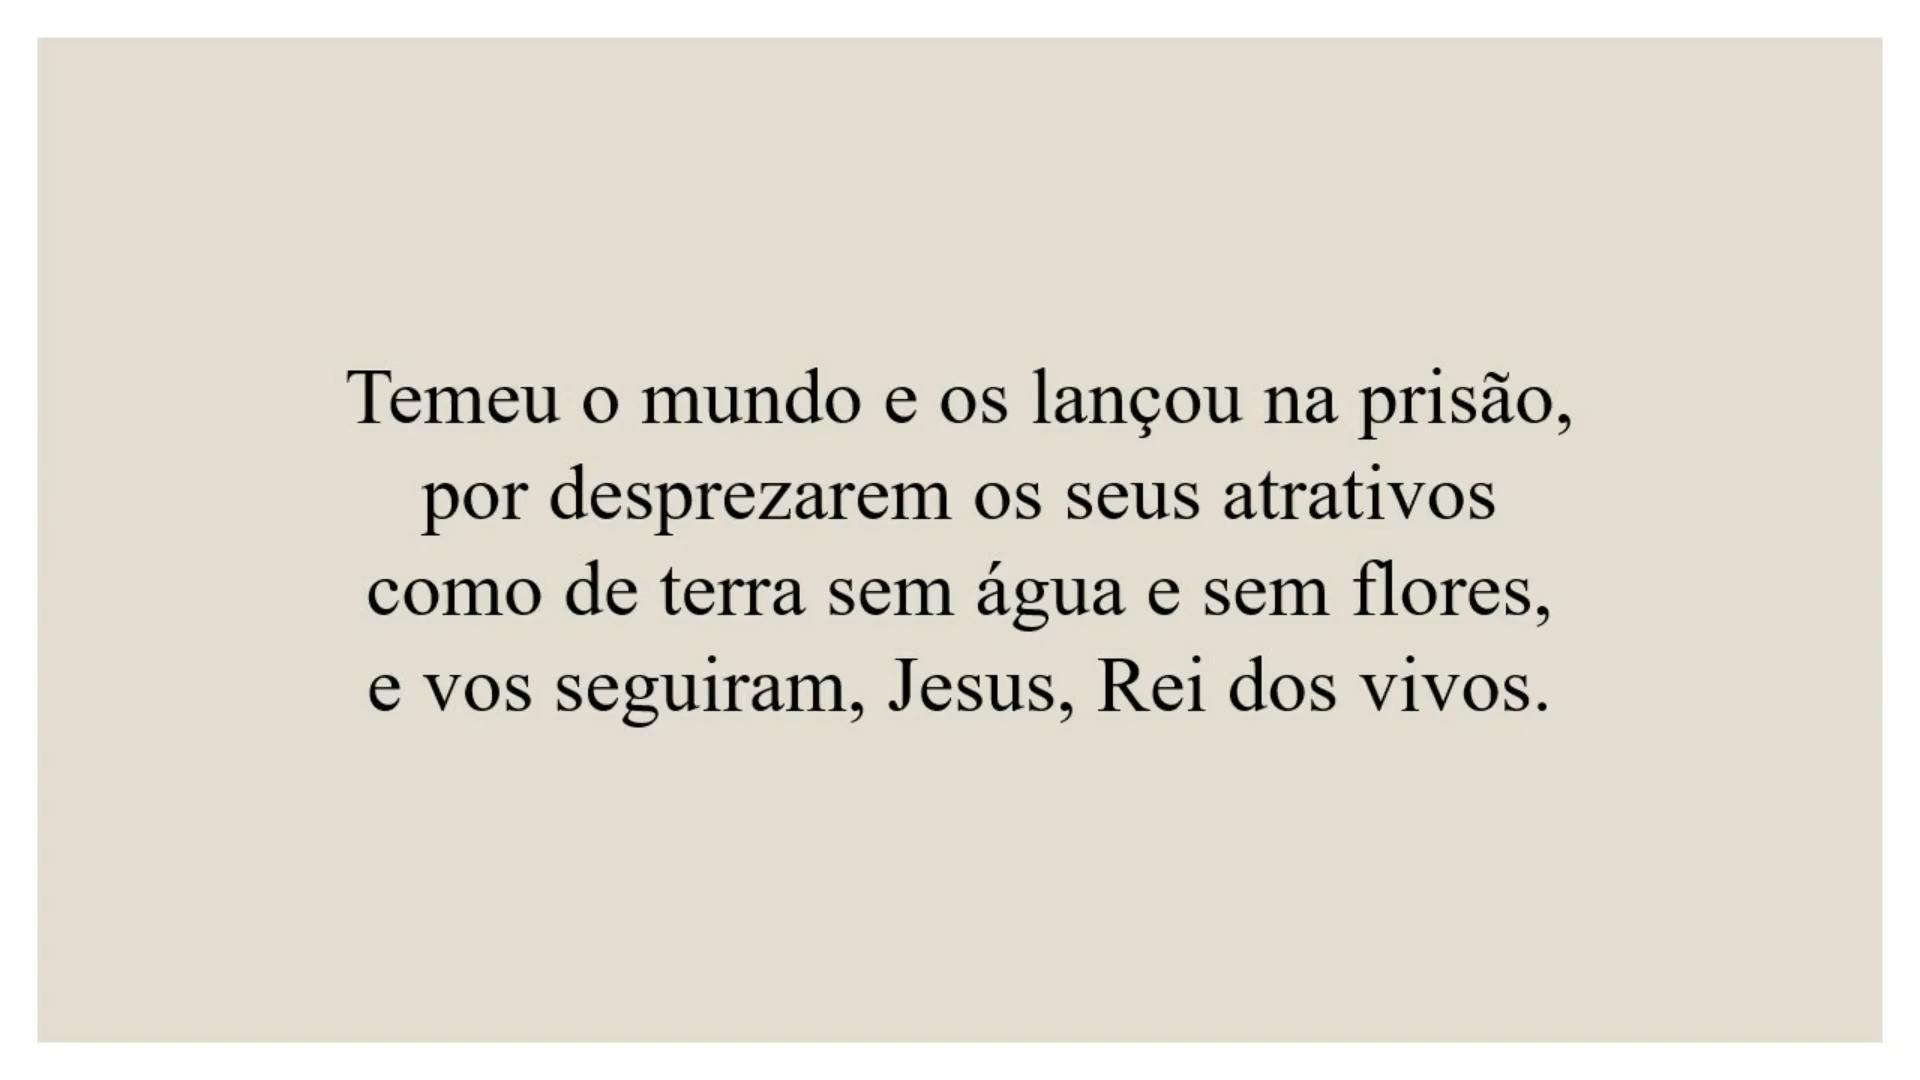 Temeu o mundo e os lançou na prisão,
por desprezarem os seus atrativos
como de terra sem água e sem flores,
e vos seguiram, Jesus, Rei dos vivos.